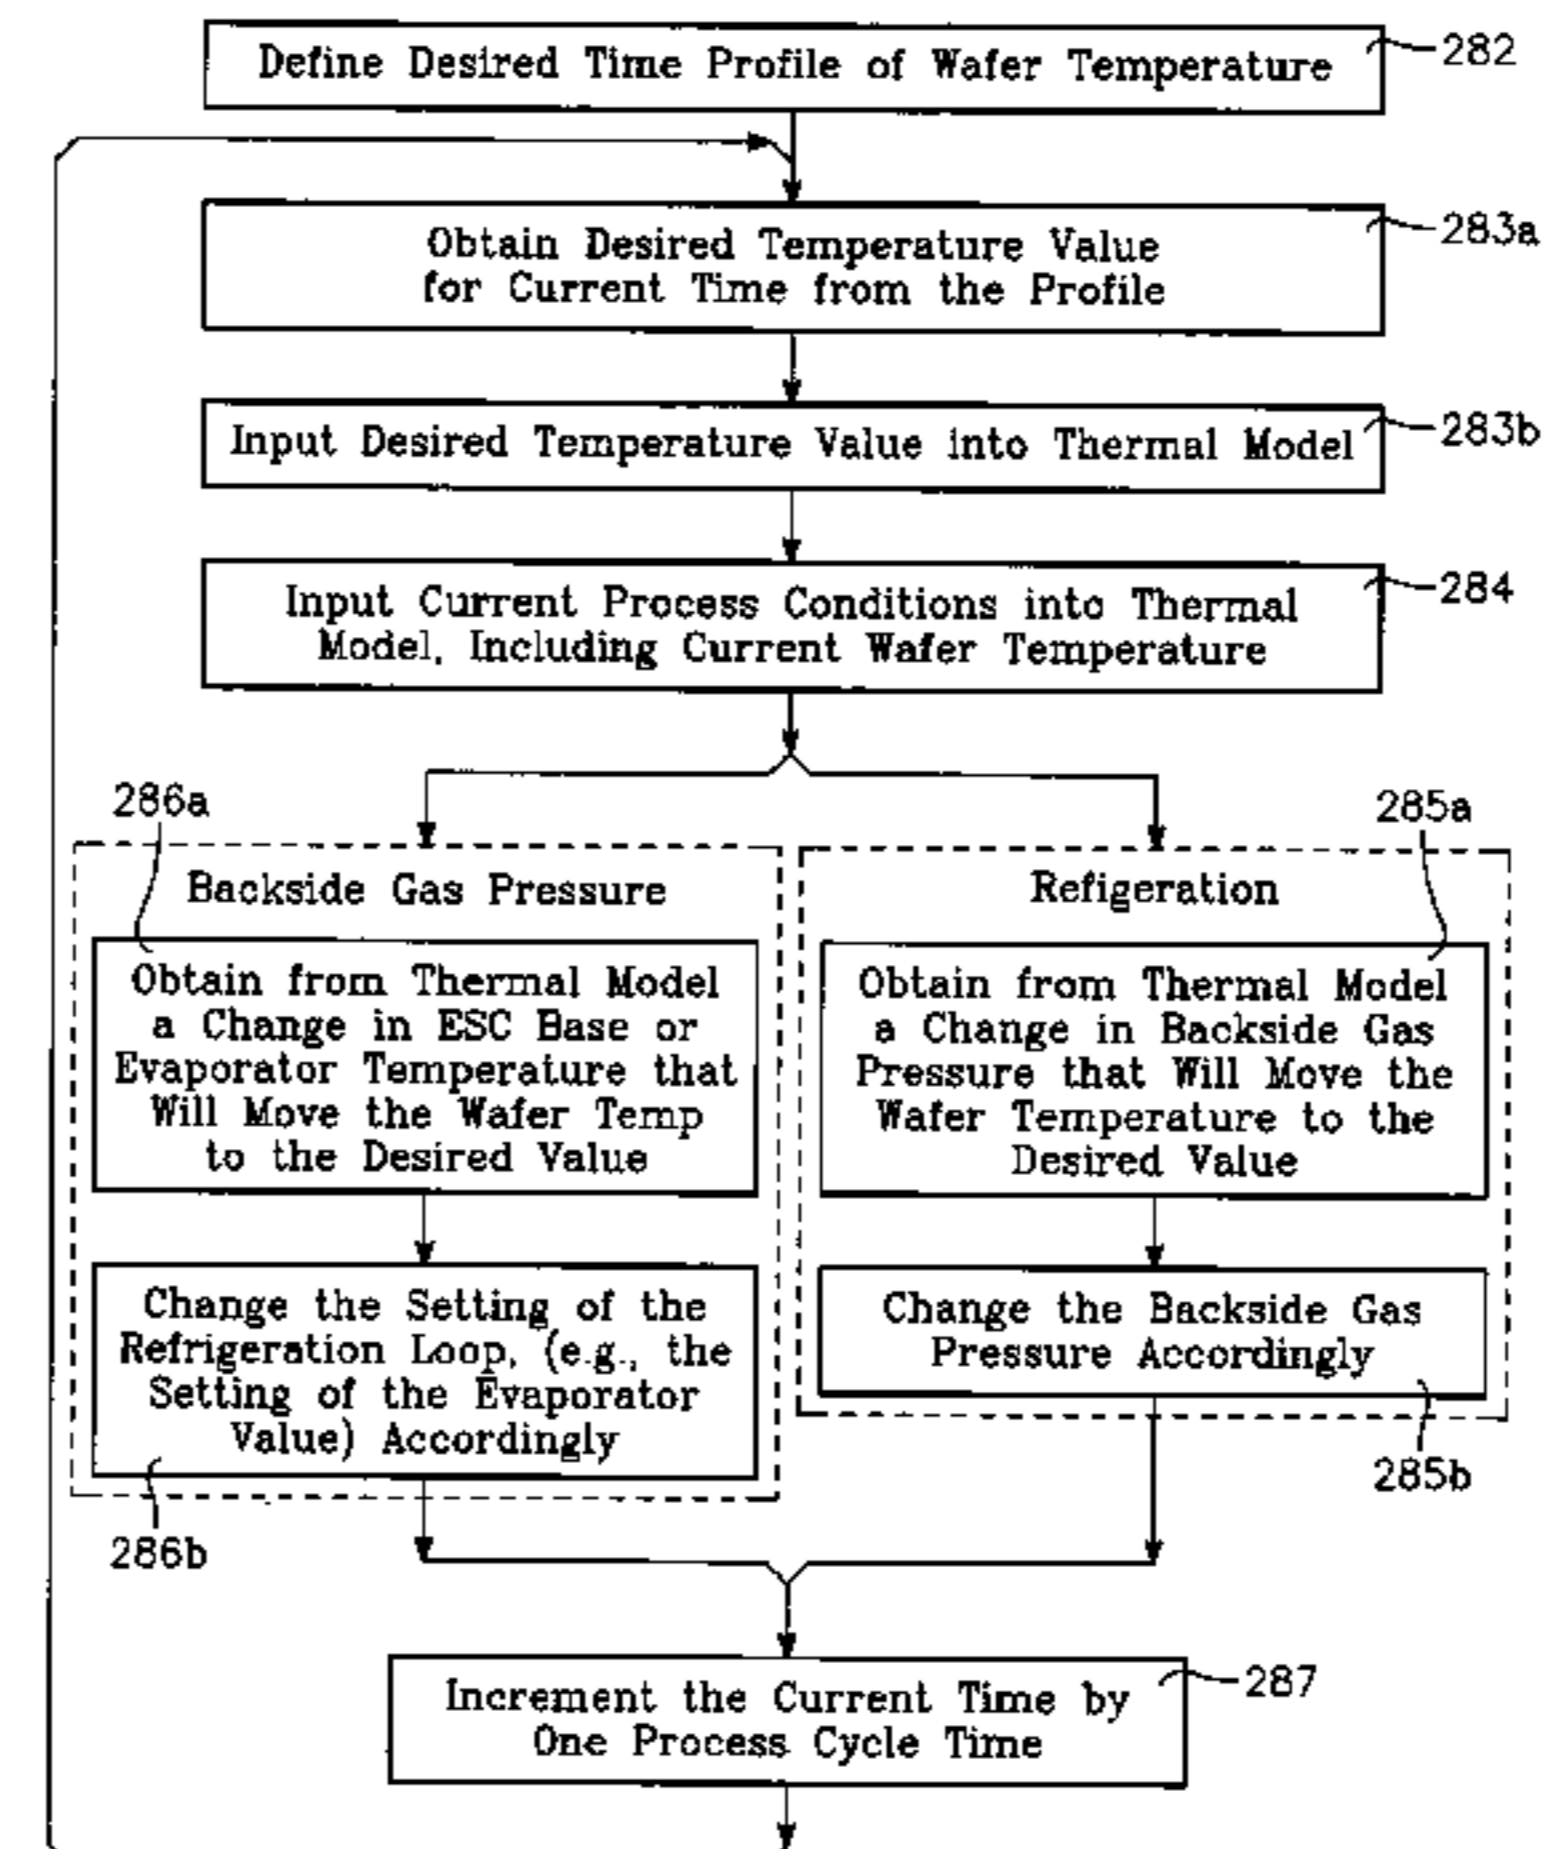 Define Desired Time Profile of Wafer Temperature
282
Obtain Desired Temperature Value
for Current Time from the Profile
283a
Input Desired Temperature Value into Thermal Model
283b
Input Current Process Conditions into Thermal
Model, Including Current Wafer Temperature
284
286a
Backside Gas Pressure
Obtain from Thermal Model
a Change in ESC Base or
Evaporator Temperature that
Will Move the Wafer Temp
to the Desired Value
Change the Setting of the
Refrigeration Loop, (e.g., the
Setting of the Evaporator
Value) Accordingly
286b
285a
Refigeration
Obtain from Thermal Model
a Change in Backside Gas
Pressure that Will Move the
Wafer Temperature to the
Desired Value
Change the Backside Gas
Pressure Accordingly
285b
Increment the Current Time by
One Process Cycle Time
287